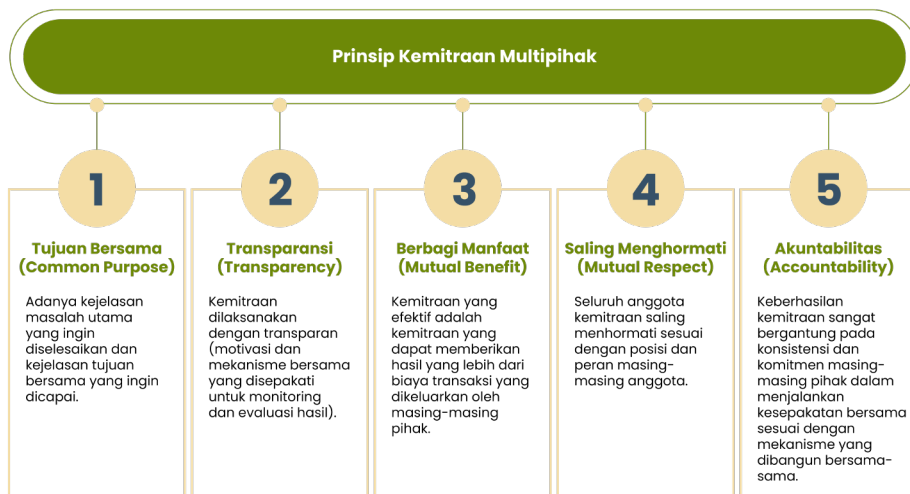 Prinsip Kemitraan Multipihak
1
Tujuan Bersama
(Common Purpose)
Adanya kejelasan
masalah utama
yang ingin
diselesaikan dan
kejelasan tujuan
bersama yang ingin
dicapai.
2
Transparansi
(Transparency)
Kemitraan
dilaksanakan
dengan transparan
(motivasi dan
mekanisme bersama
yang disepakati
untuk monitoring
dan evaluasi hasil).
3
Berbagi Manfaat
(Mutual Benefit)
Kemitraan yang
efektif adalah
kemitraan yang
dapat memberikan
hasil yang lebih dari
biaya transaksi yang
dikeluarkan oleh
masing-masing
pihak.
4
Saling Menghormati
(Mutual Respect)
Seluruh anggota
kemitraan saling
menhormati sesuai
dengan posisi dan
peran masing-
masing anggota.
5
Akuntabilitas
(Accountability)
Keberhasilan
kemitraan sangat
bergantung pada
konsistensi dan
komitmen masing-
masing pihak dalam
menjalankan
kesepakatan bersama
sesuai dengan
mekanisme yang
dibangun bersama-
sama.